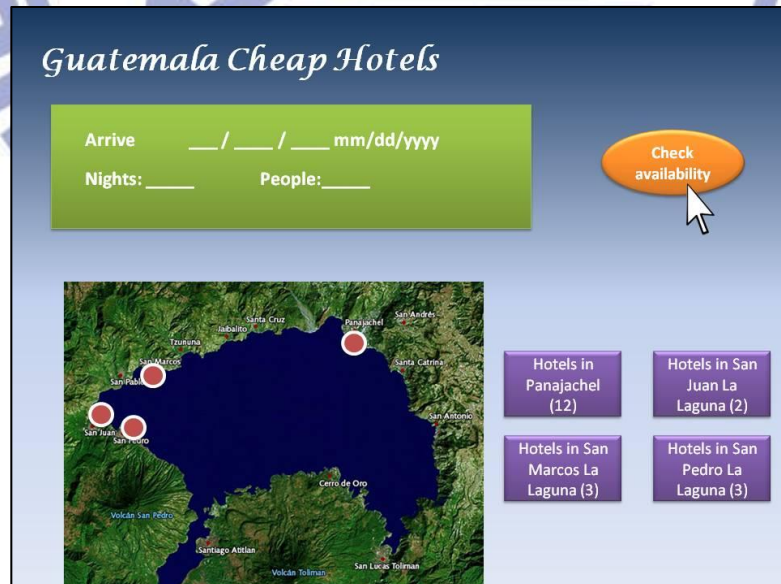 Guatemala Cheap Hotels
Arrive ___ / ____ / ____ mm/dd/yyyy
Nights: _____ People:_____
Check
availability
Santa Cruz
Jaibalito
Tzununa
San Marcos
San Pablo
San Juan
San Pedro
Panajachel
San Andrés
Santa Catrina
San Antonio
Cerro de Oro
Volcán San Pedro
Santiago Atitlan
Volcán Toliman
San Lucas Toliman
Hotels in
Panajachel
(12)
Hotels in San
Juan La
Laguna (2)
Hotels in San
Marcos La
Laguna (3)
Hotels in San
Pedro La
Laguna (3)